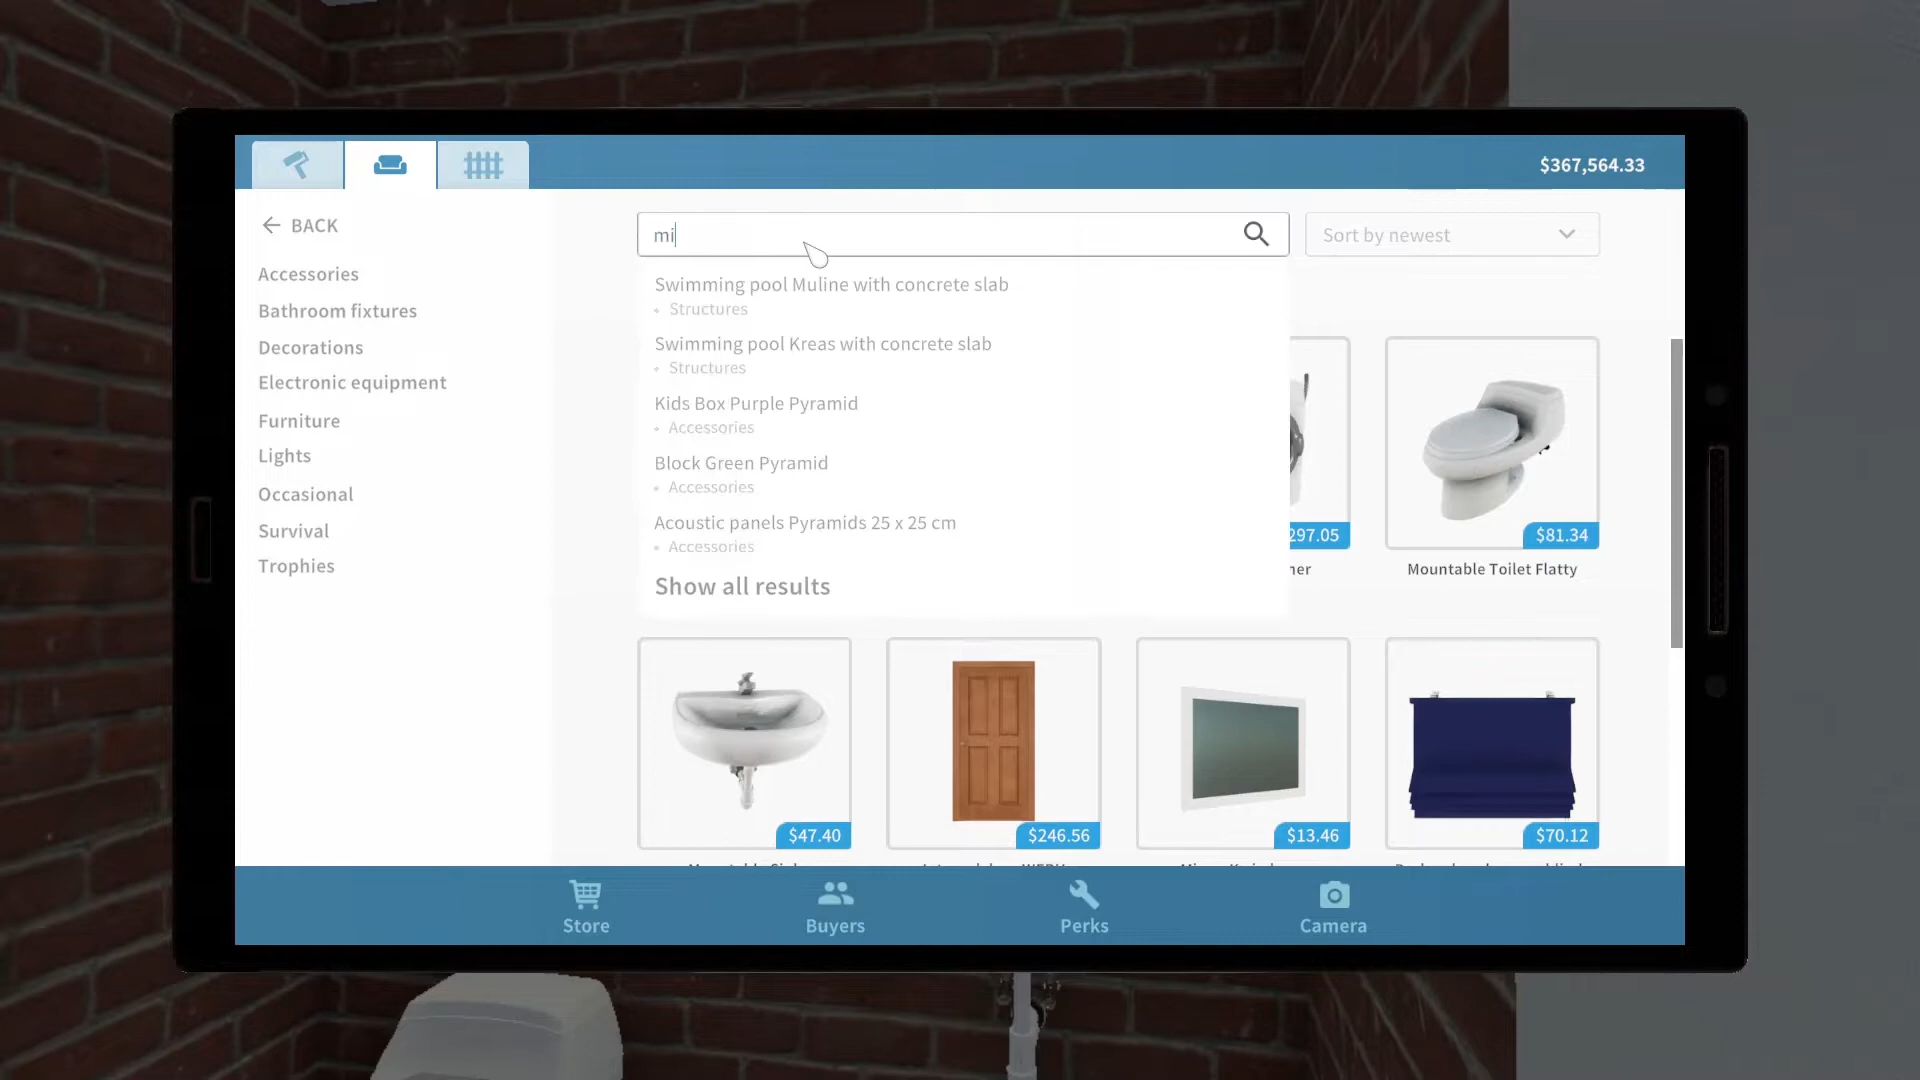 $367,564.33
BACK
mi
Sort by newest
Accessories
Bathroom fixtures
Decorations
Electronic equipment
Furniture
Lights
Occasional
Survival
Trophies
Swimming pool Muline with concrete slab
Structures
Swimming pool Kreas with concrete slab
Structures
Kids Box Purple Pyramid
Accessories
Block Green Pyramid
Accessories
Acoustic panels Pyramids 25 x 25 cm
Accessories
Show all results
297.05
$81.34
ner
Mountable Toilet Flatty
$47.40
$246.56
$13.46
$70.12
Store
Buyers
Perks
Camera